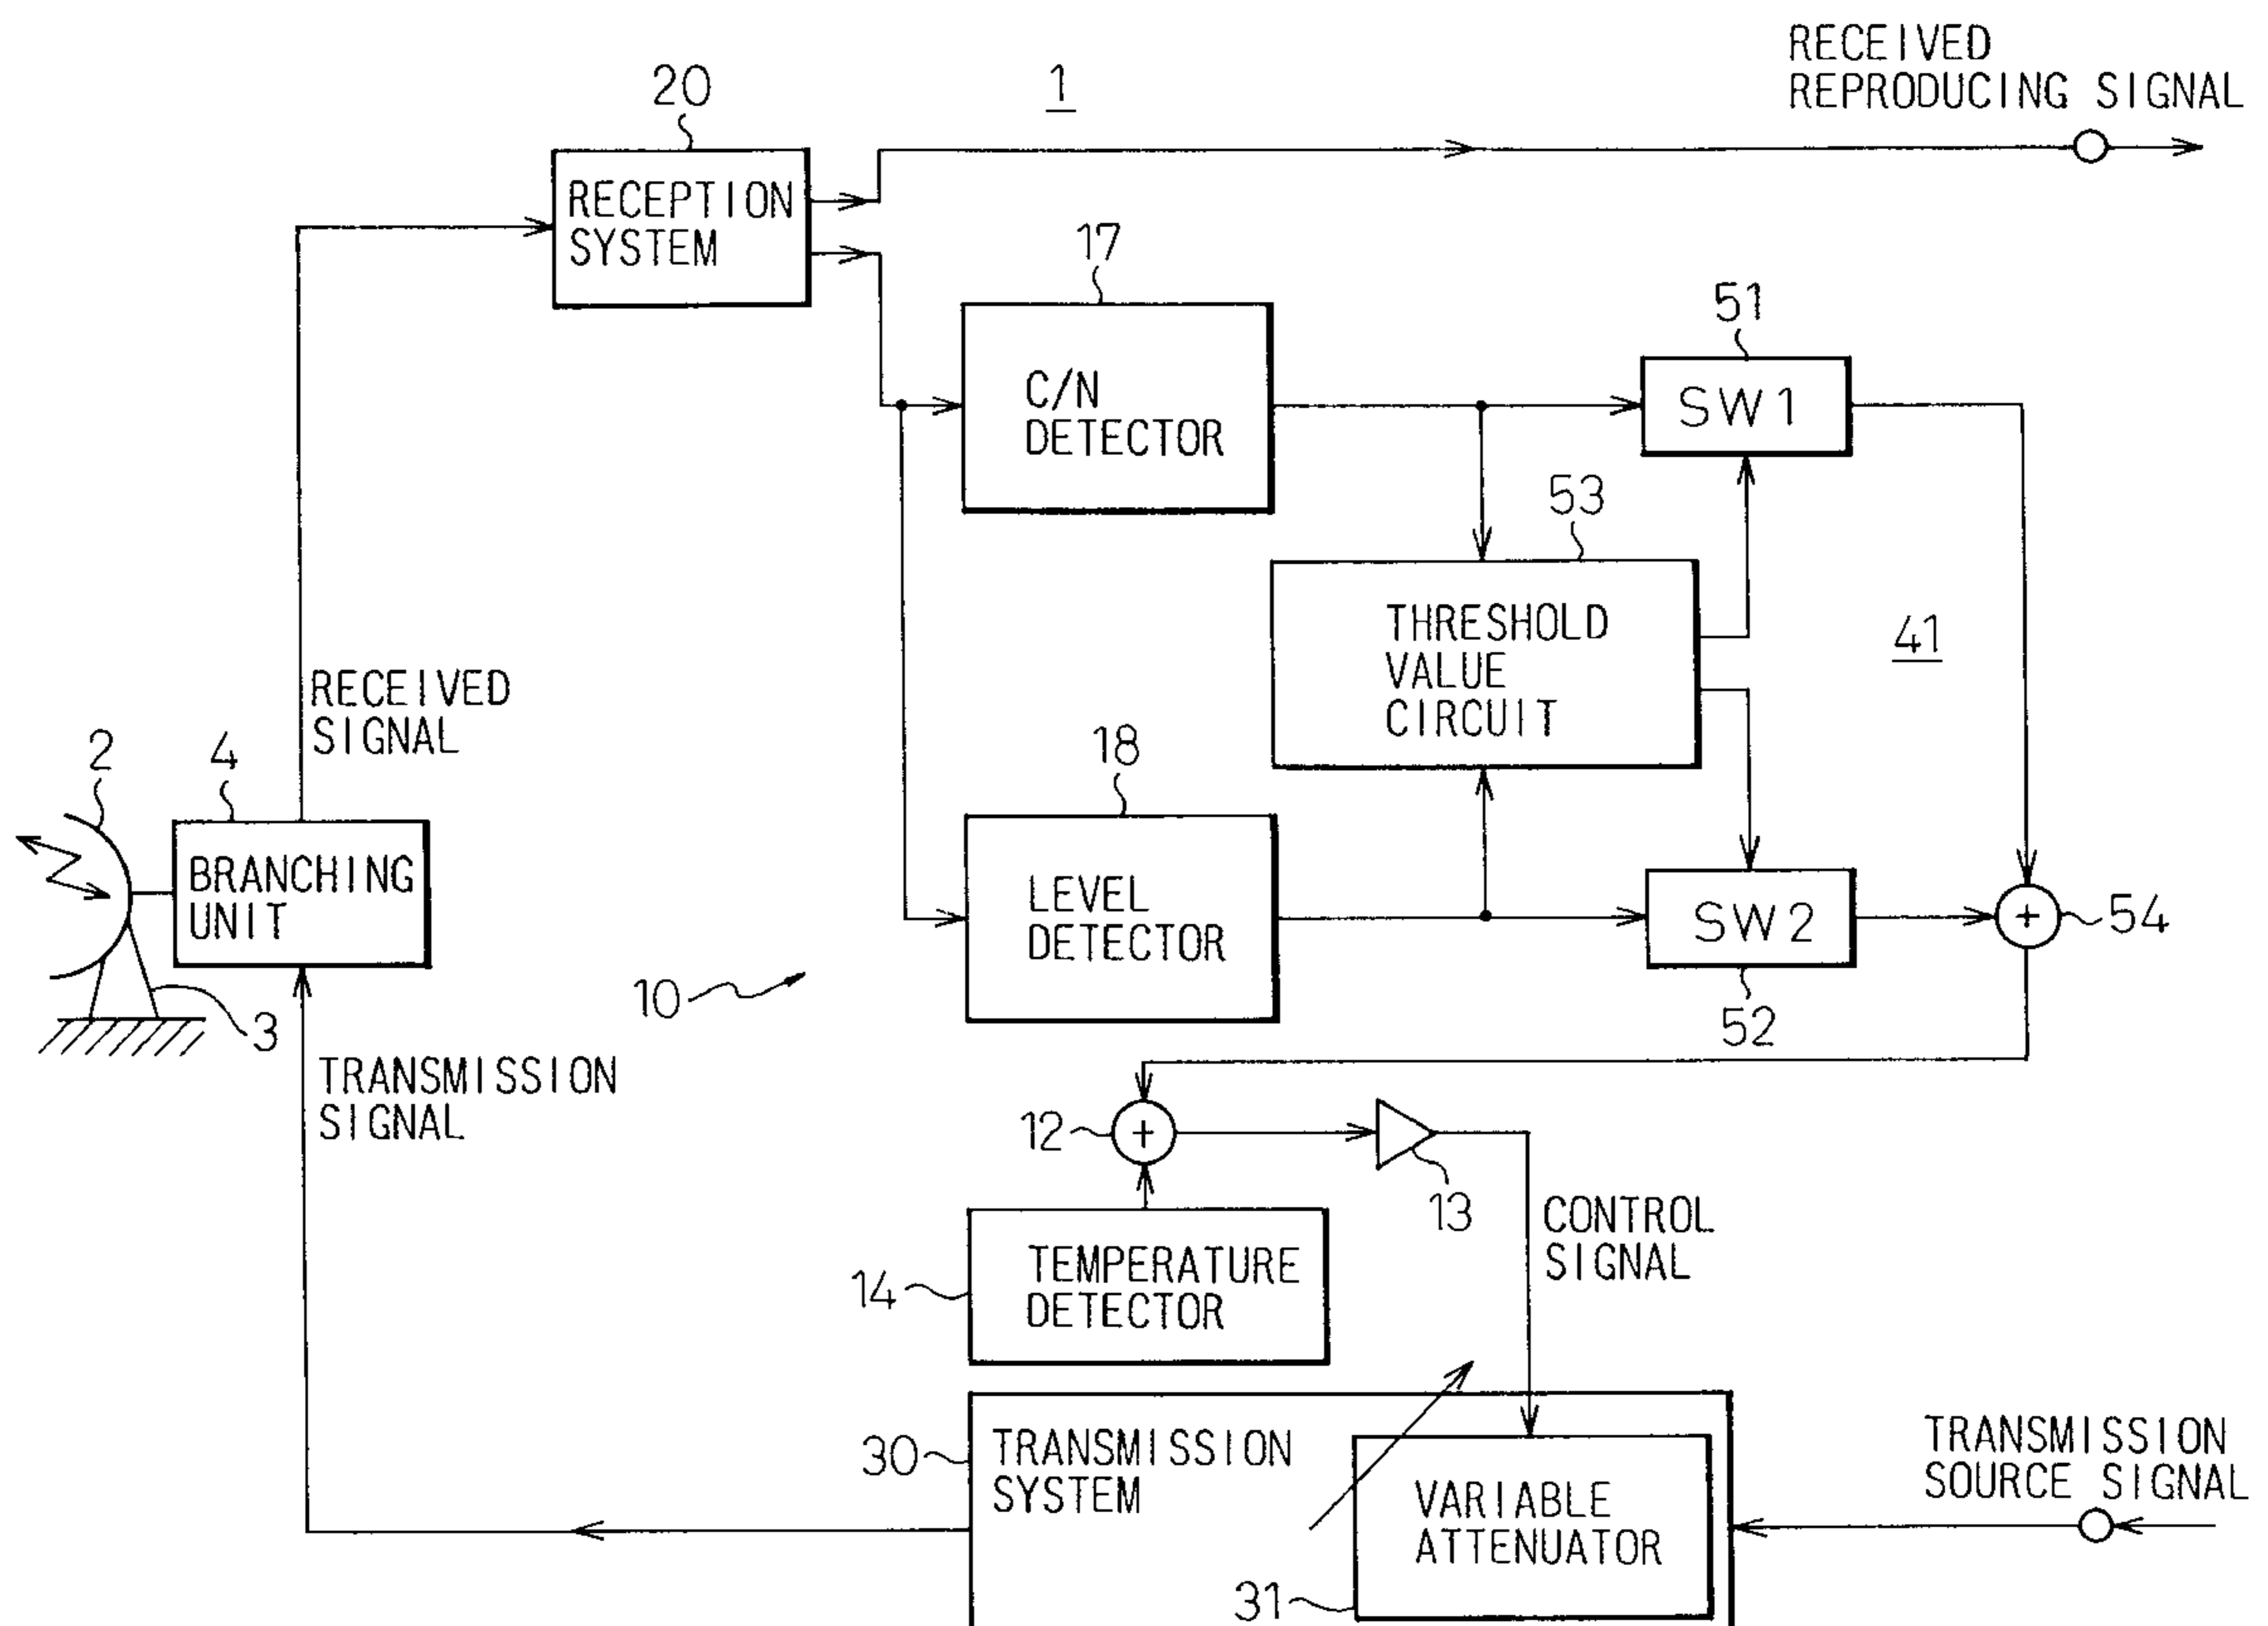 RECEIVED
REPRODUCING SIGNAL
20
1
RECEPTION
SYSTEM
17
C/N
DETECTOR
51
SW1
53
THRESHOLD
VALUE
CIRCUIT
41
RECEIVED
SIGNAL
2
4
BRANCHING
UNIT
3
18
LEVEL
DETECTOR
SW2
52
54
10
TRANSMISSION
SIGNAL
12
+
+
13
CONTROL
SIGNAL
14
TEMPERATURE
DETECTOR
30
TRANSMISSION
SYSTEM
VARIABLE
ATTENUATOR
31
TRANSMISSION
SOURCE SIGNAL